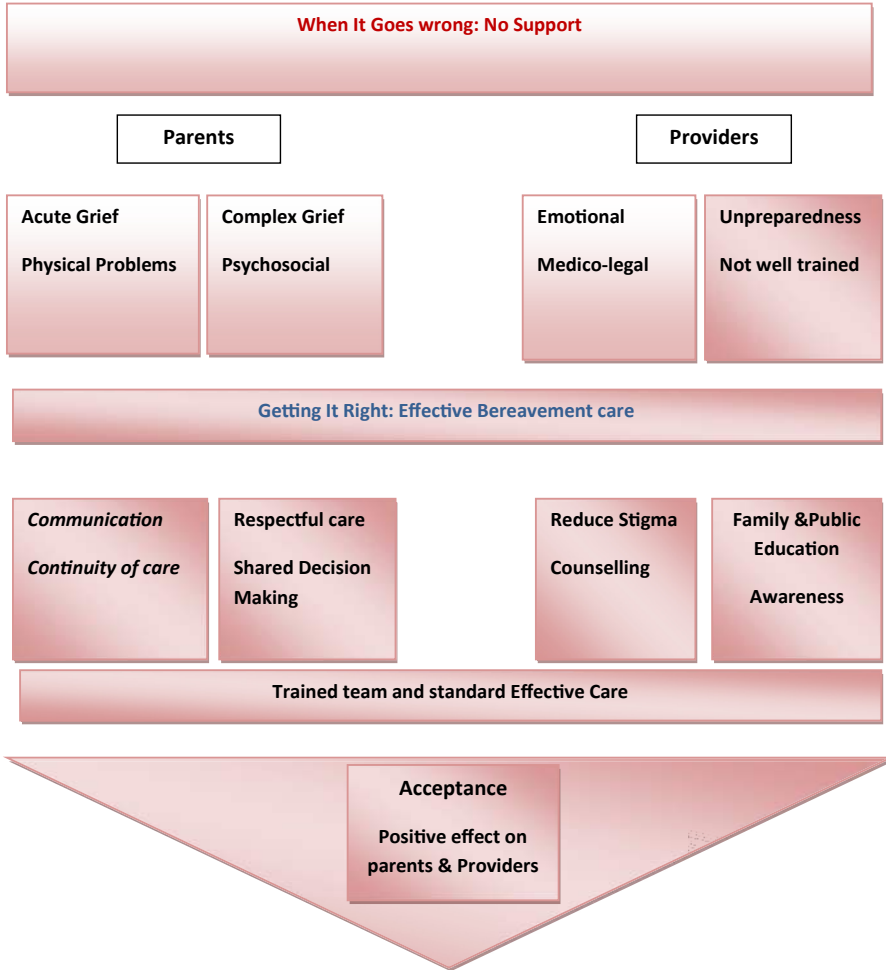 When It Goes wrong: No Support
Parents
Providers
Acute Grief
Physical Problems
Complex Grief
Psychosocial
Emotional
Medico-legal
Unpreparedness
Not well trained
Getting It Right: Effective Bereavement care
Communication
Continuity of care
Respectful care
Shared Decision
Making
Reduce Stigma
Counselling
Family &Public
Education
Awareness
Trained team and standard Effective Care
Acceptance
Positive effect on
parents & Providers